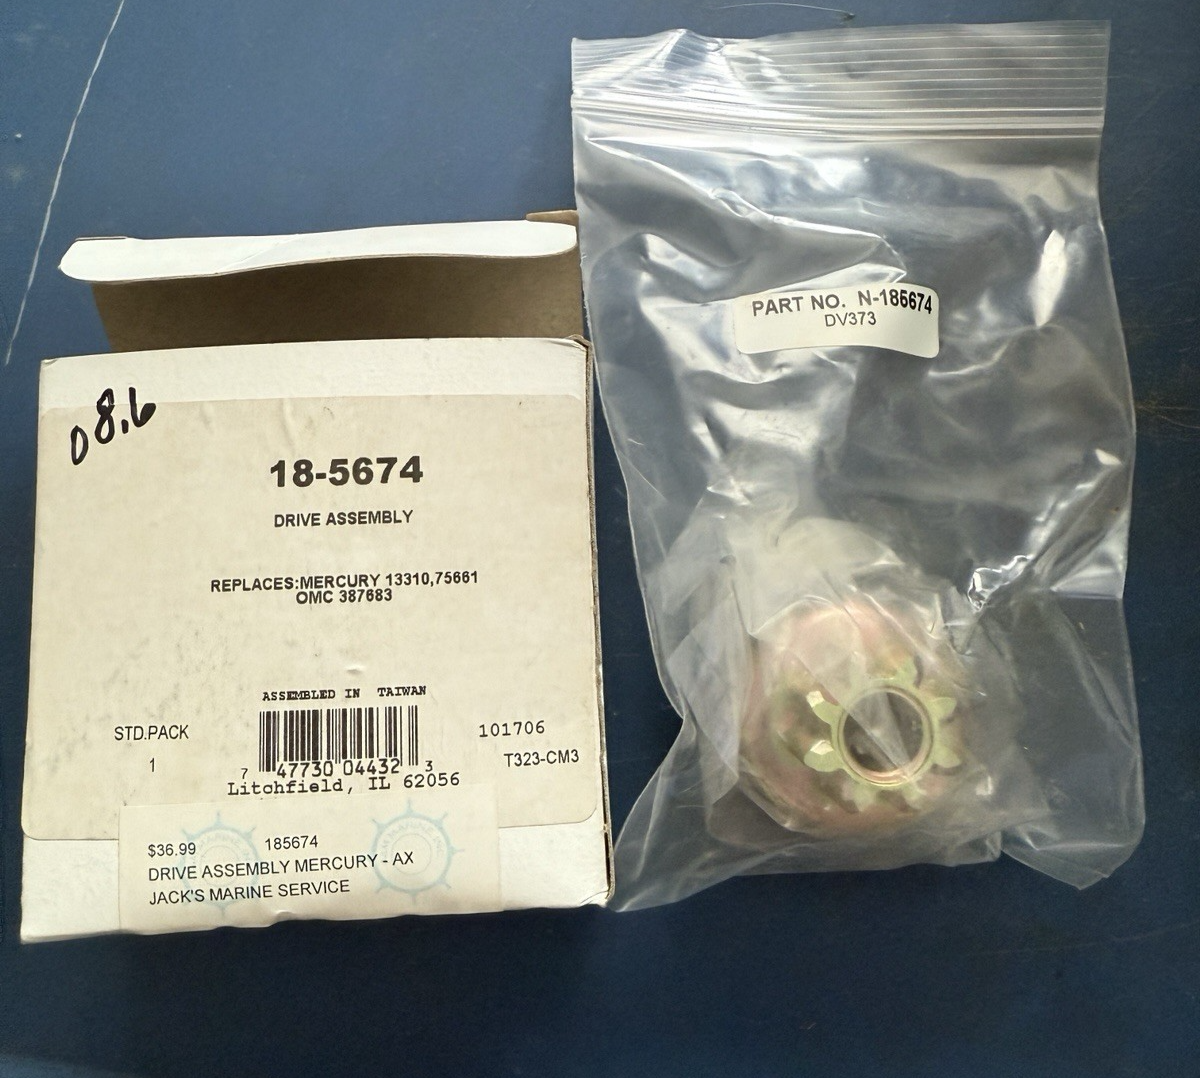 08.6
18-5674
DRIVE ASSEMBLY
REPLACES:MERCURY 13310,75661
OMC 387683
ASSEMBLED IN TAIWAN
STD.PACK
1
101706
T323-CM3
7 47730 04432 3
Litchfield, IL 62056
$36.99 185674
DRIVE ASSEMBLY MERCURY - AX
JACK'S MARINE SERVICE
PART NO. N-185674
DV373